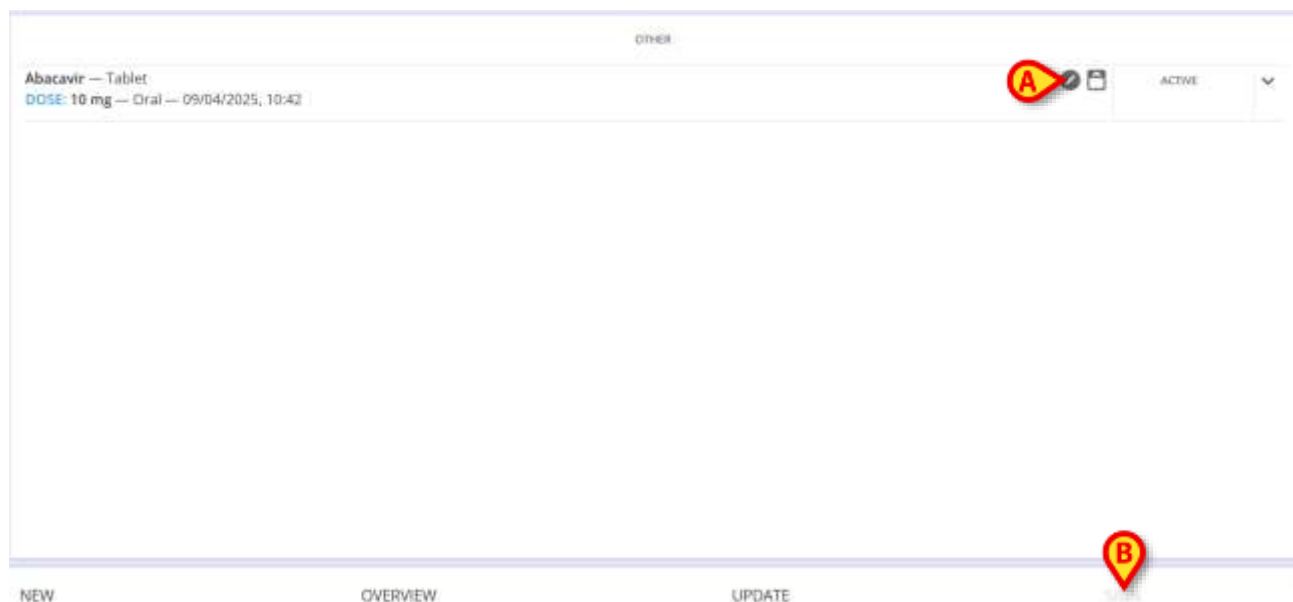 OTHER
Abacavir — Tablet
DOSE: 10 mg — Oral — 09/04/2025, 10:42
A
ACTIVE
B
NEW
OVERVIEW
UPDATE